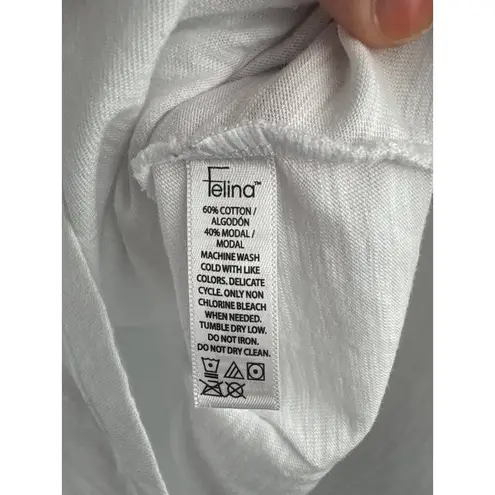 Felina™
60% COTTON /
ALGODÓN
40% MODAL /
MODAL
MACHINE WASH
COLD WITH LIKE
COLORS. DELICATE
CYCLE. ONLY NON
CHLORINE BLEACH
WHEN NEEDED.
TUMBLE DRY LOW.
DO NOT IRON.
DO NOT DRY CLEAN.